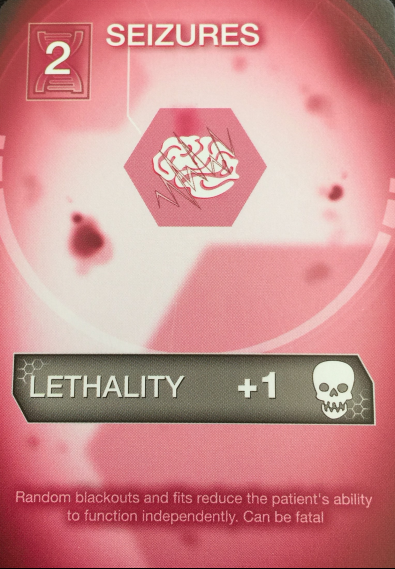 2
SEIZURES
LETHALITY +1
Random blackouts and fits reduce the patient's ability
to function independently. Can be fatal